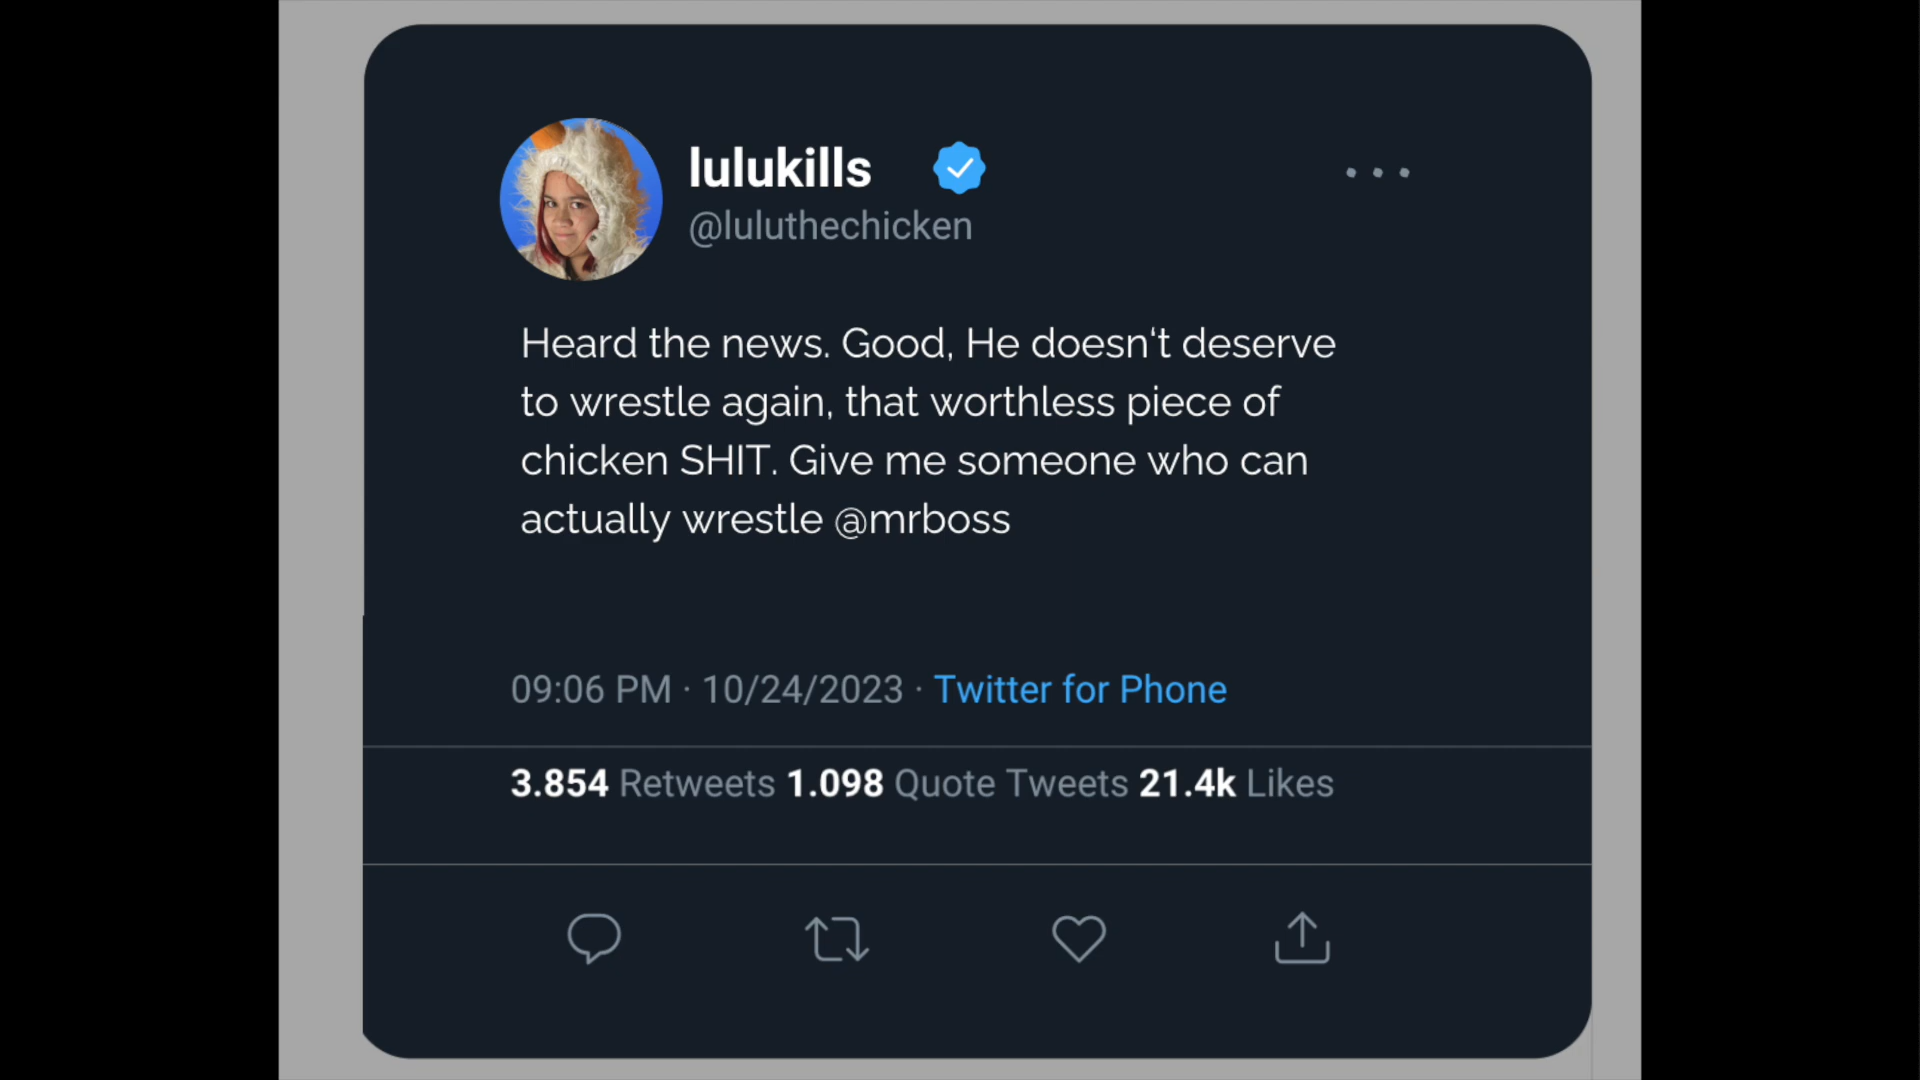 lulukills
@luluthechicken
Heard the news. Good, He doesn‘t deserve
to wrestle again, that worthless piece of
chicken SHIT. Give me someone who can
actually wrestle @mrboss
09:06 PM · 10/24/2023 · Twitter for Phone
3.854 Retweets 1.098 Quote Tweets 21.4k Likes